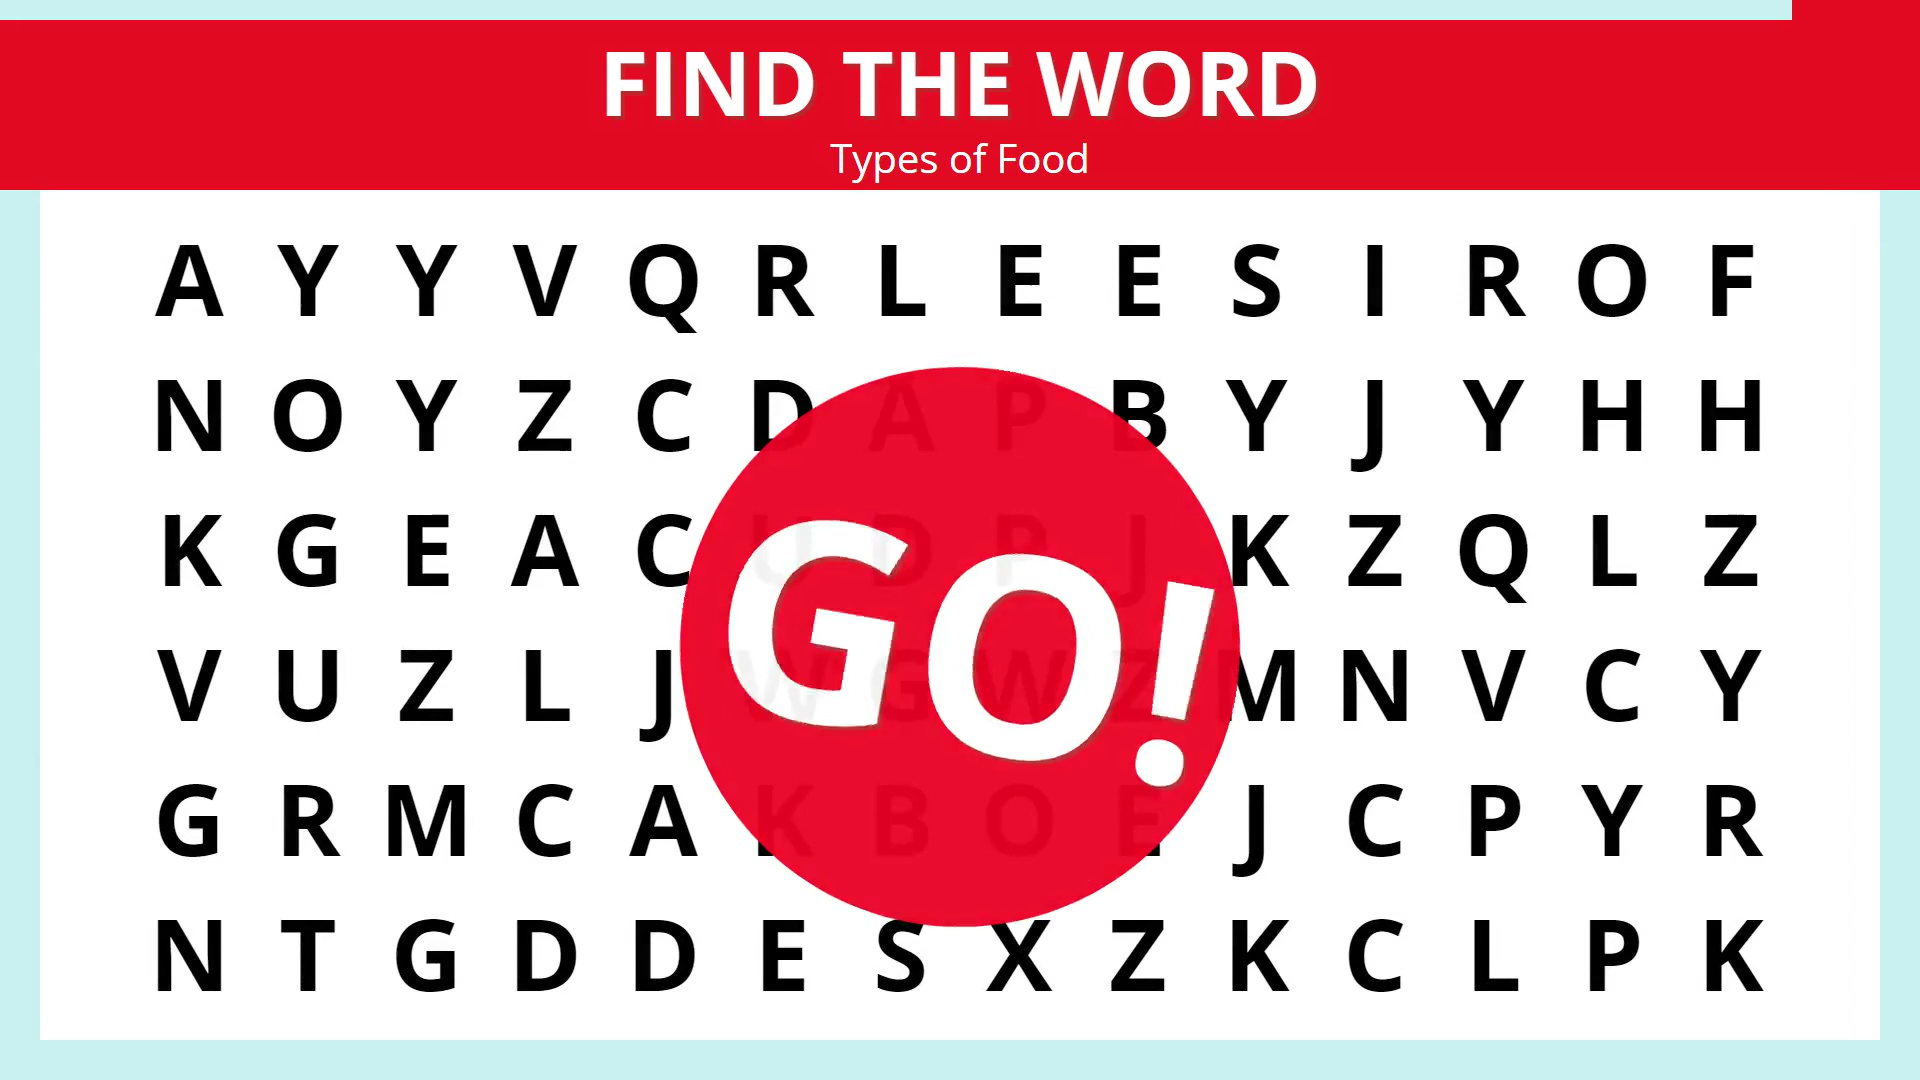 FIND THE WORD
Types of Food
A Y Y V Q R L E E S I R O F
N O Y Z C D A P B Y J Y H H
K G E A C U D P J K Z Q L Z
V U Z L J W G W Z M N V C Y
G R M C A K B O E J C P Y R
N T G D D E S X Z K C L P K
GO!